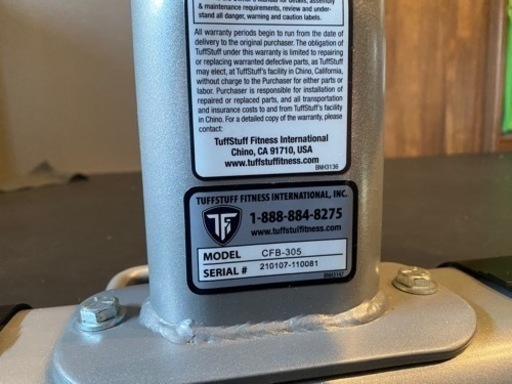 & maintenance requirements, review and under-
stand all danger, warning and caution labels.
All warranty periods begin to run from the date of
delivery to the original purchaser. The obligation of
TuffStuff under this warranty is limited to repairing
or replacing warranted defective parts, as TuffStuff
may elect, at TuffStuff's facility in Chino, California,
without charge to the Purchaser for either parts or
labor. Purchaser is responsible for installation of
repaired or replaced parts, and all transportation
and insurance costs to and from TuffStuff's facility
in Chino. For a detailed copy of the warranty, please
contact:
TuffStuff Fitness International
Chino, CA 91710, USA
www.tuffstuffitness.com
BNH3136
TUFFSTUFF FITNESS INTERNATIONAL, INC.
1-888-884-8275
www.tuffstuffitness.com
MODEL CFB-305
SERIAL # 210107-110081
BNH3147